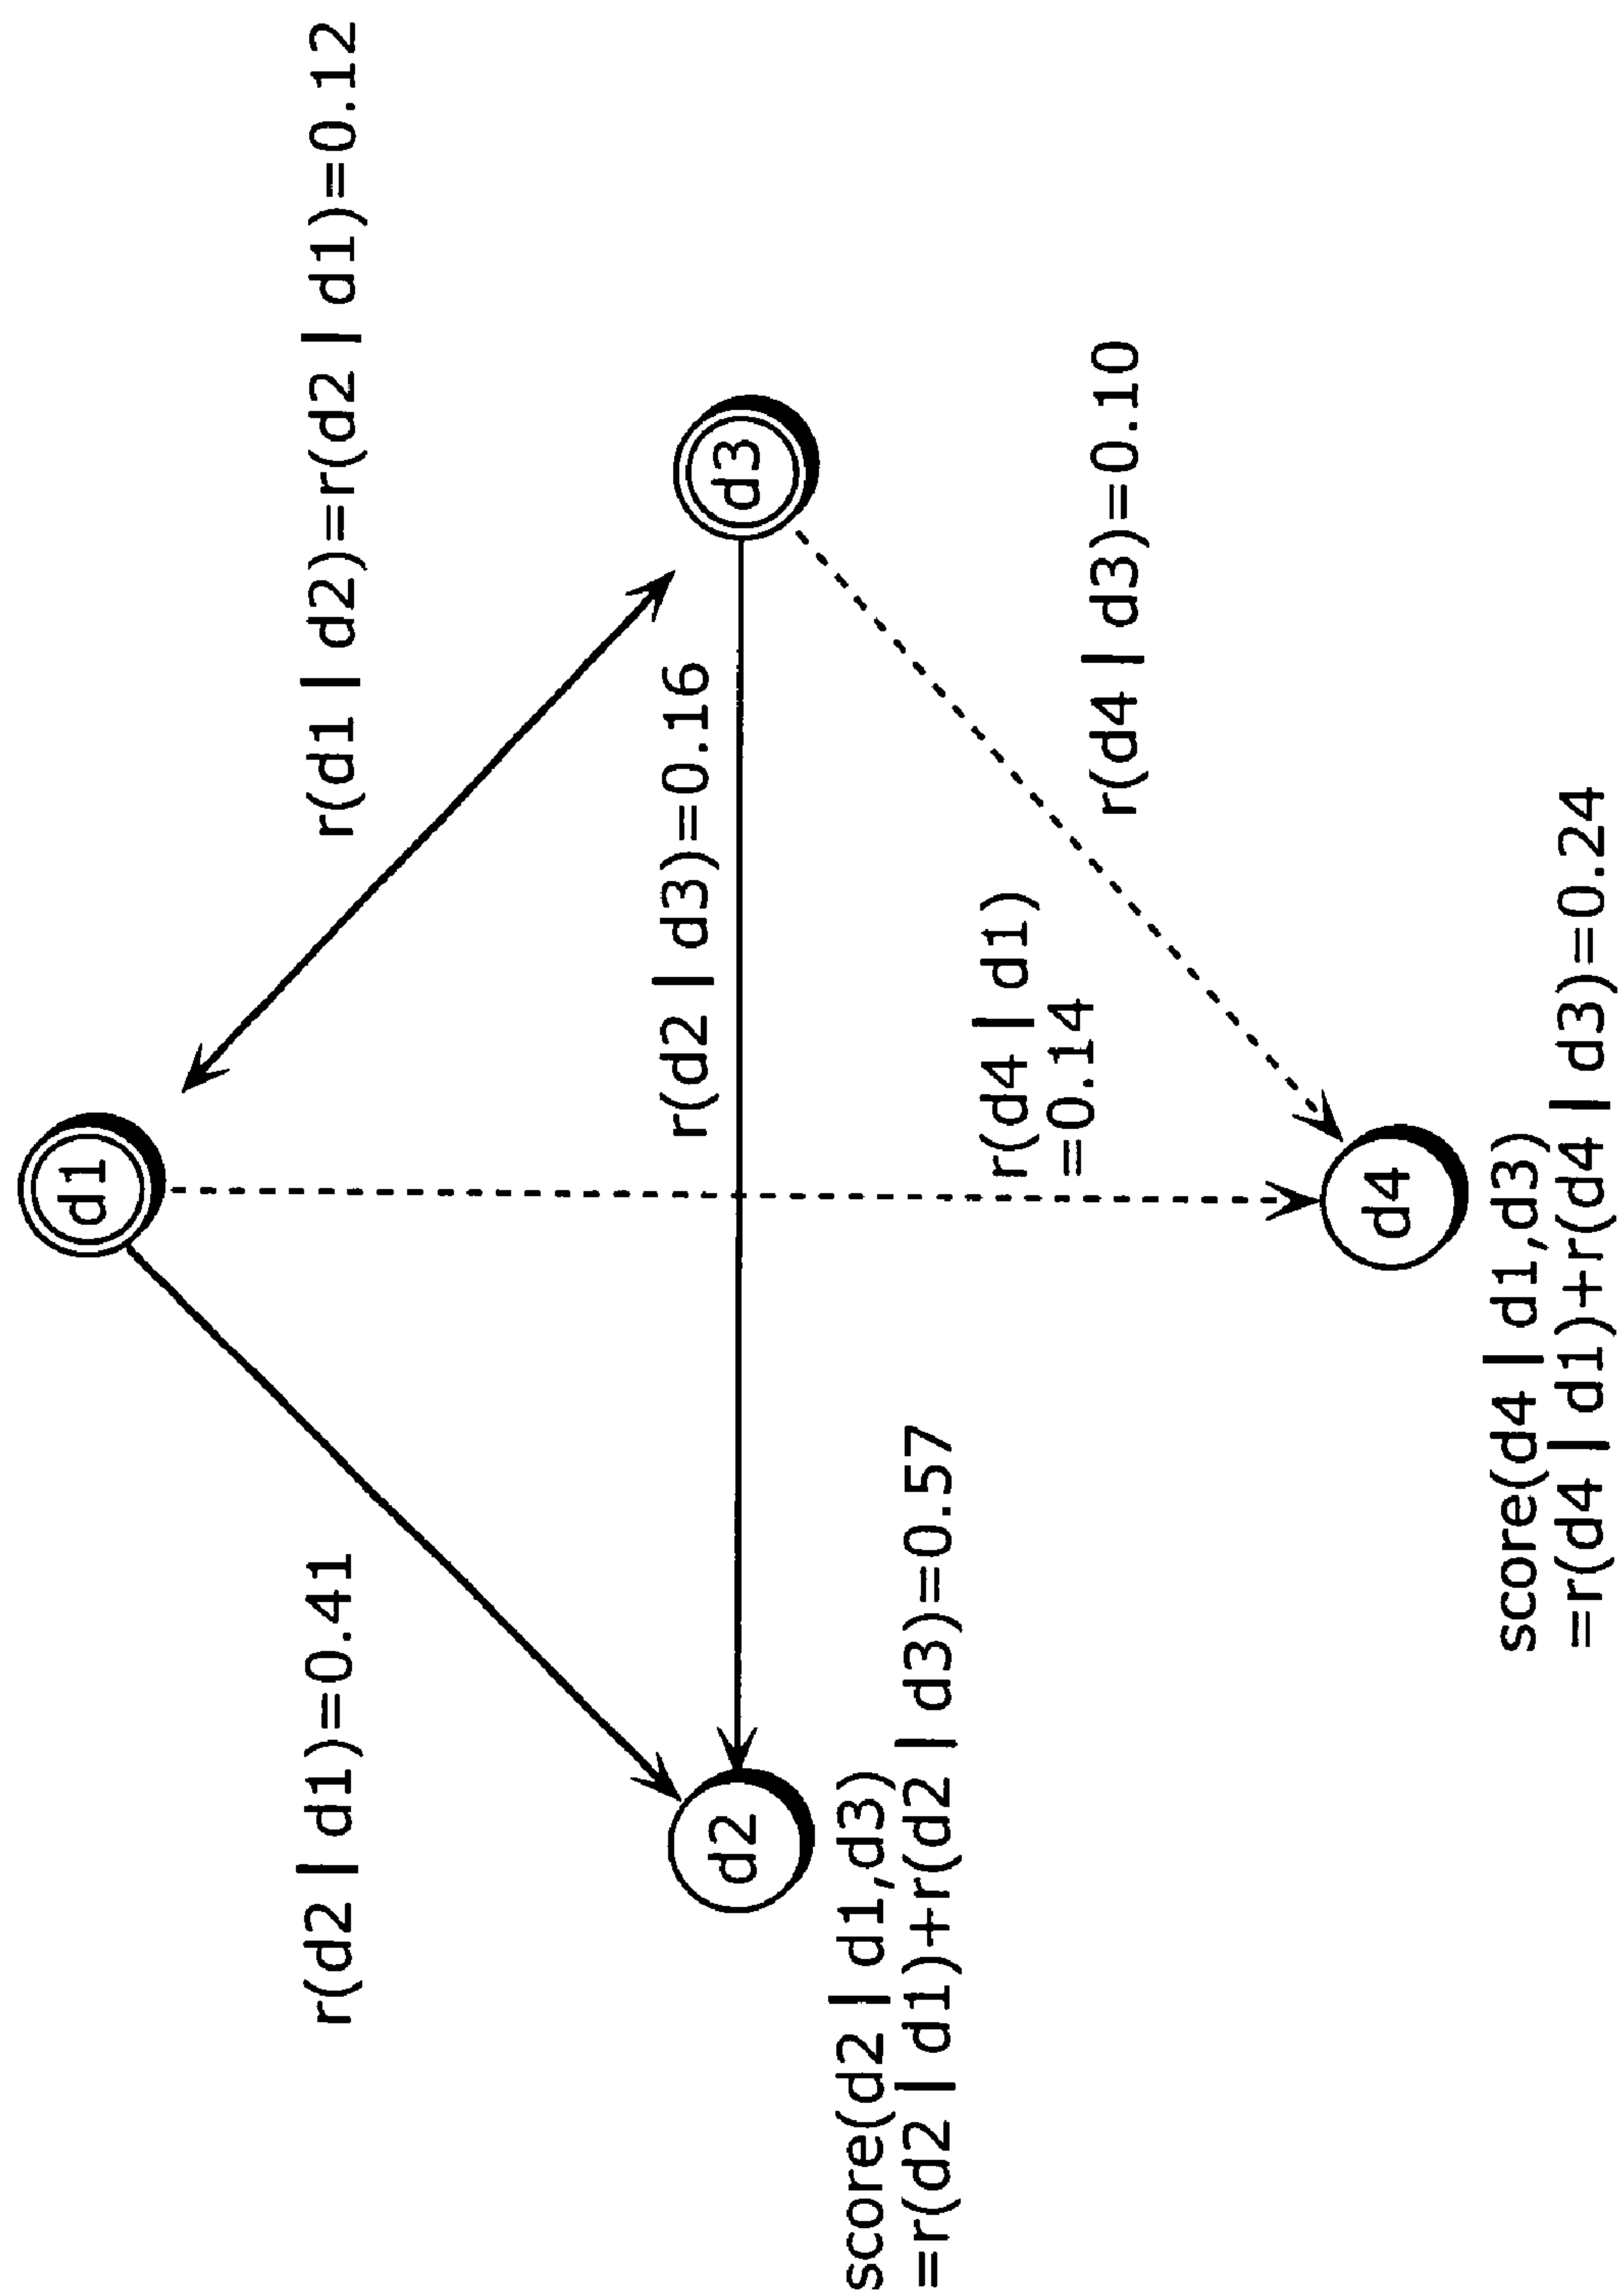 d1
r(d2|d1)=0.41
r(d1|d2)=r(d2|d1)=0.12
r(d2|d3)=0.16
d2
d3
score(d2|d1,d3)
=r(d2|d1)+r(d2|d3)=0.57
r(d4|d1)
=0.14
r(d4|d3)=0.10
d4
score(d4|d1,d3)
=r(d4|d1)+r(d4|d3)=0.24